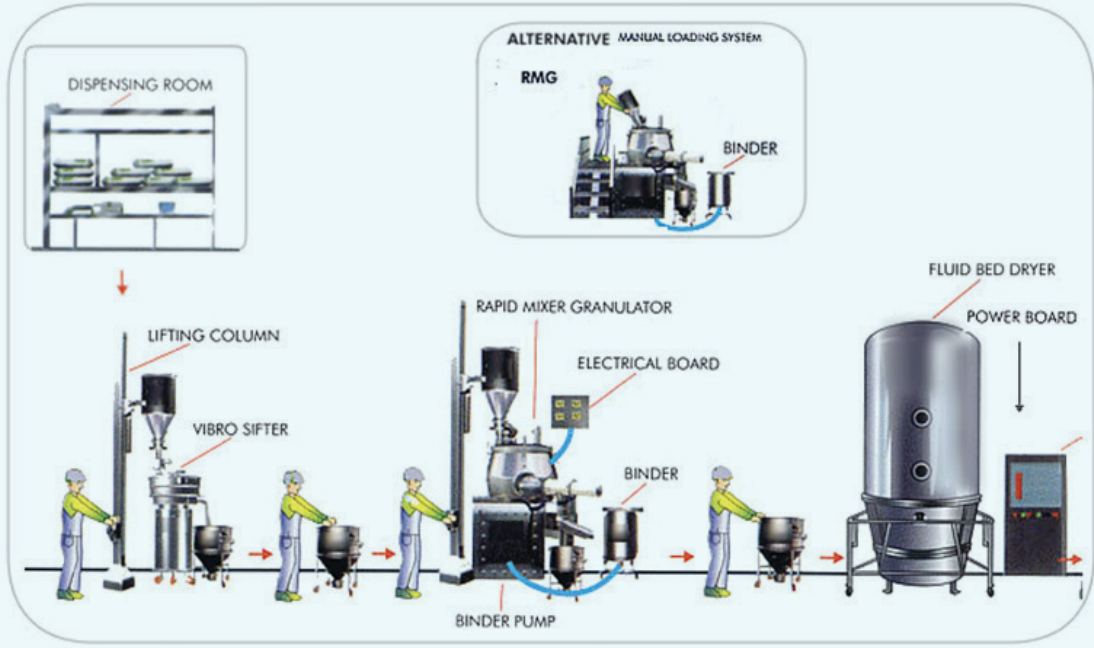 ALTERNATIVE MANUAL LOADING SYSTEM
RMG
BINDER
DISPENSING ROOM
LIFTING COLUMN
VIBRO SIFTER
RAPID MIXER GRANULATOR
ELECTRICAL BOARD
BINDER
BINDER PUMP
FLUID BED DRYER
POWER BOARD